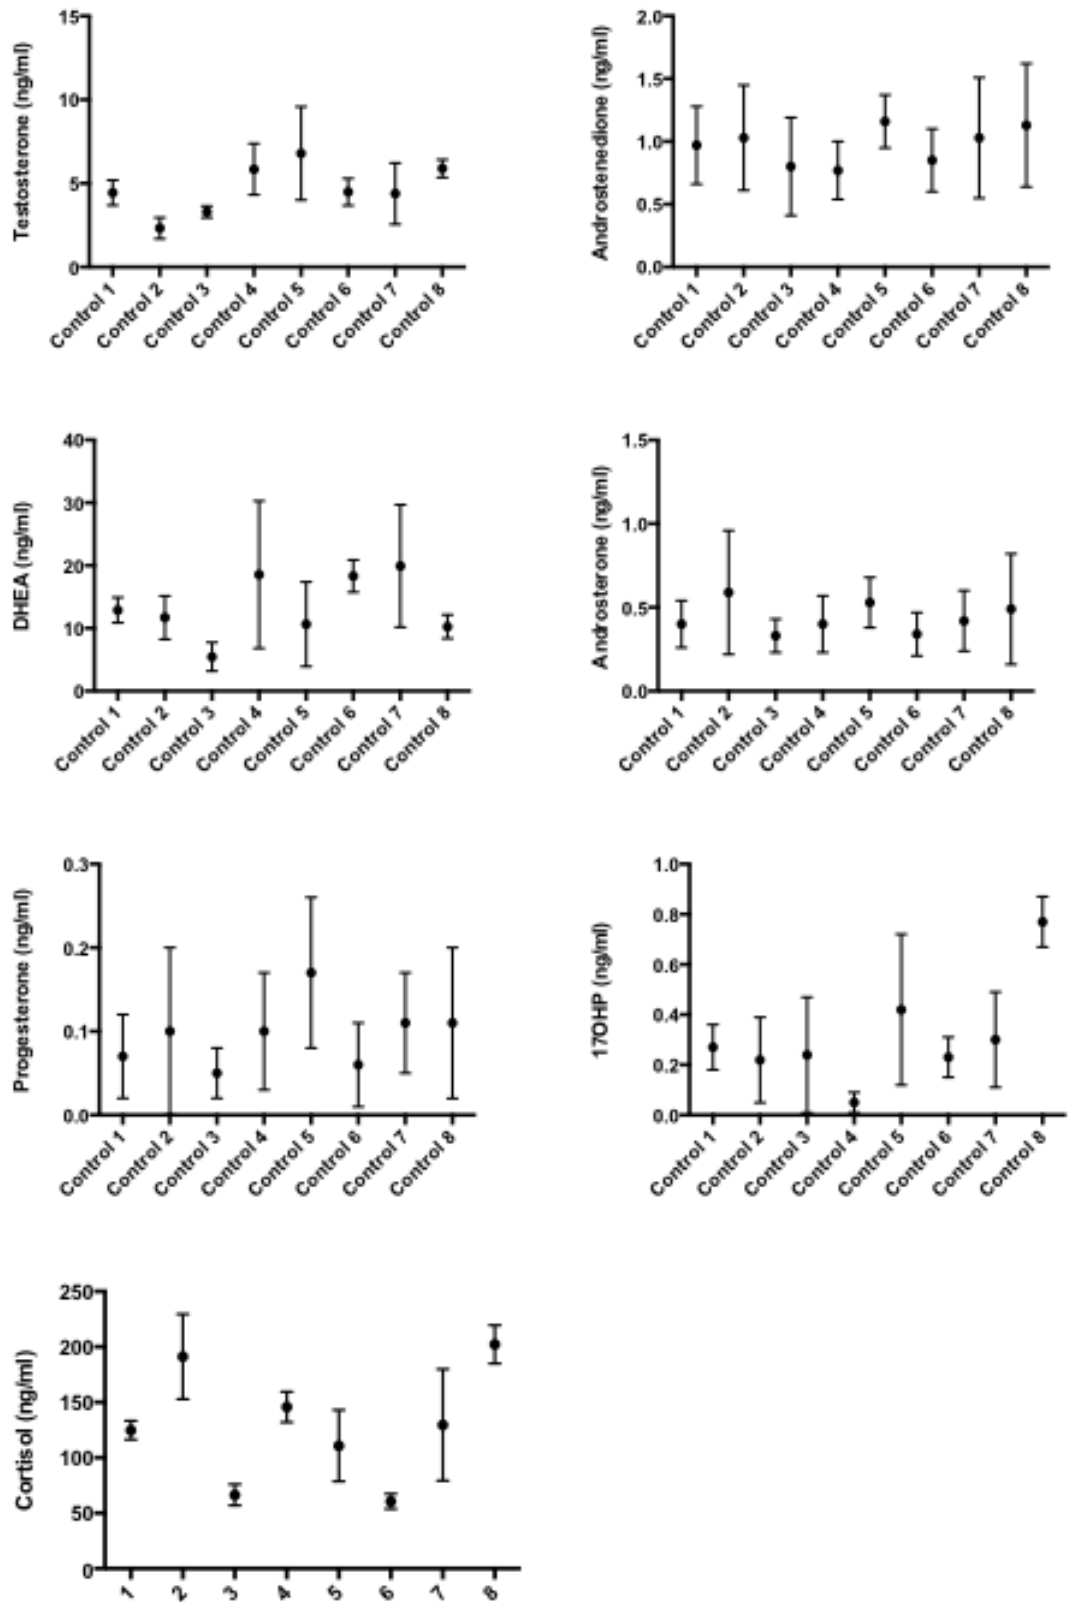 Testosterone (ng/ml)
15
10
5
0
Control 1
Control 2
Control 3
Control 4
Control 5
Control 6
Control 7
Control 8
Androstenedione (ng/ml)
2.0
1.5
1.0
0.5
0.0
Control 1
Control 2
Control 3
Control 4
Control 5
Control 6
Control 7
Control 8
DHEA (ng/ml)
40
30
20
10
0
Control 1
Control 2
Control 3
Control 4
Control 5
Control 6
Control 7
Control 8
Androsterone (ng/ml)
1.5
1.0
0.5
0.0
Control 1
Control 2
Control 3
Control 4
Control 5
Control 6
Control 7
Control 8
Progesterone (ng/ml)
0.3
0.2
0.1
0.0
Control 1
Control 2
Control 3
Control 4
Control 5
Control 6
Control 7
Control 8
17OHP (ng/ml)
1.0
0.8
0.6
0.4
0.2
0.0
Control 1
Control 2
Control 3
Control 4
Control 5
Control 6
Control 7
Control 8
Cortisol (ng/ml)
250
200
150
100
50
0
1
2
3
4
5
6
7
8